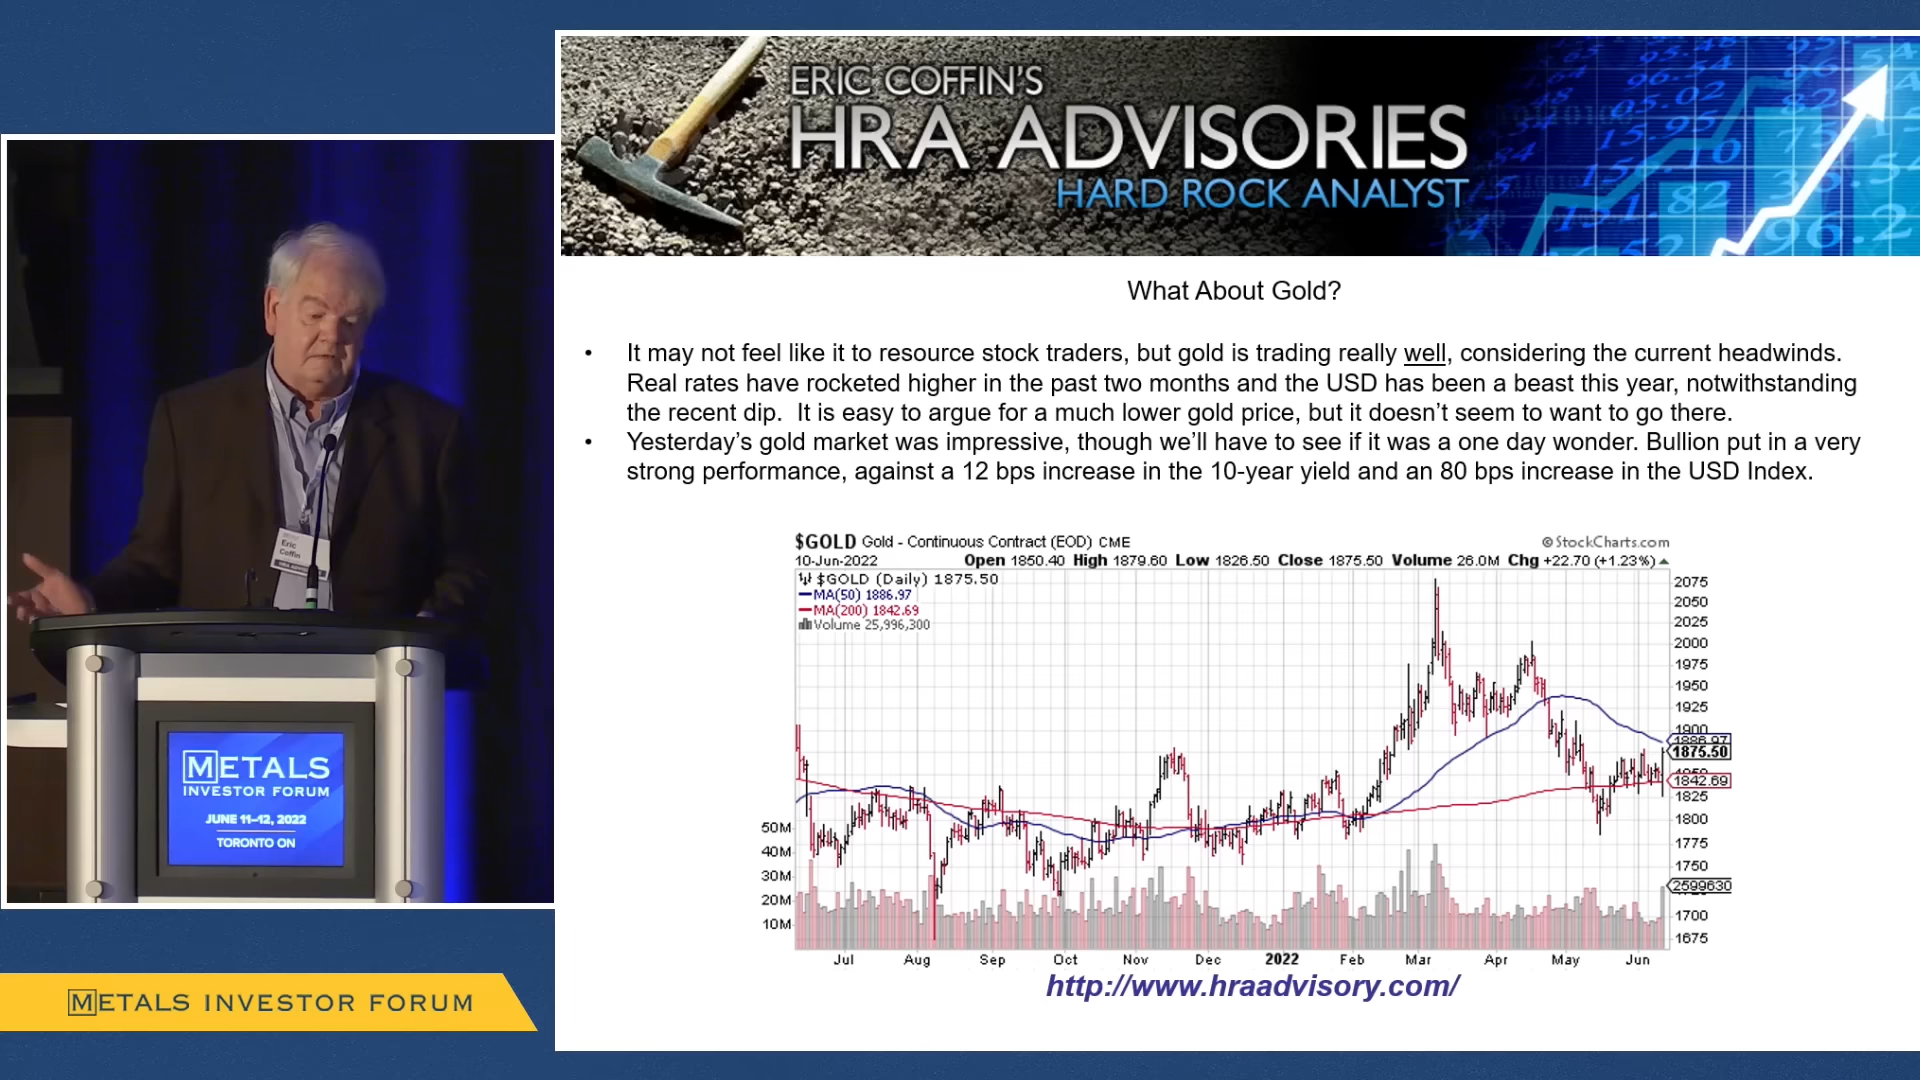 ERIC COFFIN'S
HRA ADVISORIES
HARD ROCK ANALYST
What About Gold?
• It may not feel like it to resource stock traders, but gold is trading really well, considering the current headwinds.
Real rates have rocketed higher in the past two months and the USD has been a beast this year, notwithstanding
the recent dip. It is easy to argue for a much lower gold price, but it doesn't seem to want to go there.
• Yesterday's gold market was impressive, though we'll have to see if it was a one day wonder. Bullion put in a very
strong performance, against a 12 bps increase in the 10-year yield and an 80 bps increase in the USD Index.
$GOLD Gold - Continuous Contract (EOD) CME
© StockCharts.com
10-Jun-2022
Open 1850.40 High 1879.60 Low 1826.50 Close 1875.50 Volume 26.0M Chg +22.70 (+1.23%)
$GOLD (Daily) 1875.50
MA(50) 1886.97
MA(200) 1842.69
Volume 25,996,300
2075
2050
2025
2000
1975
1950
1925
1900
1886.97
1875.50
1842.69
1825
1800
1775
1750
2599630
1700
1675
50M
40M
30M
20M
10M
Jul Aug Sep Oct Nov Dec 2022 Feb Mar Apr May Jun
http://www.hraadvisory.com/
Eric
Coffin
METALS
INVESTOR FORUM
JUNE 11–12, 2022
TORONTO ON
METALS INVESTOR FORUM